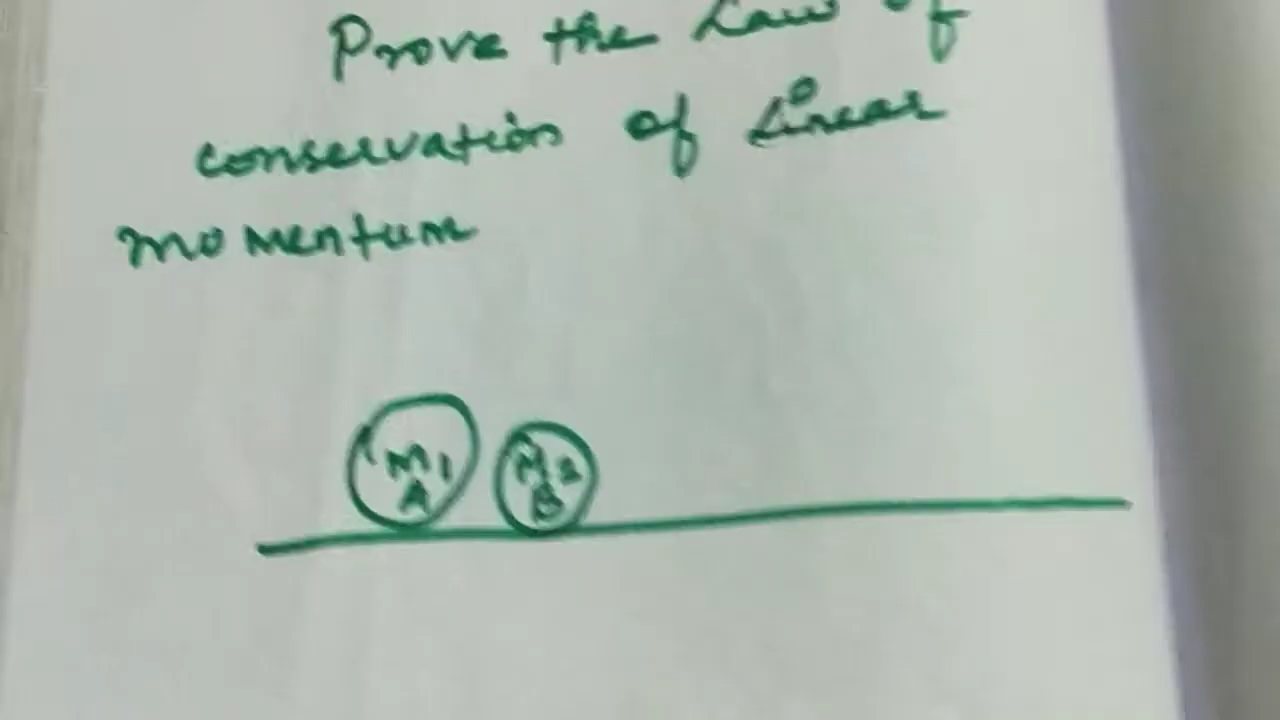 Prove the Law of
conservation of Linear
momentum
M1 M2
A B